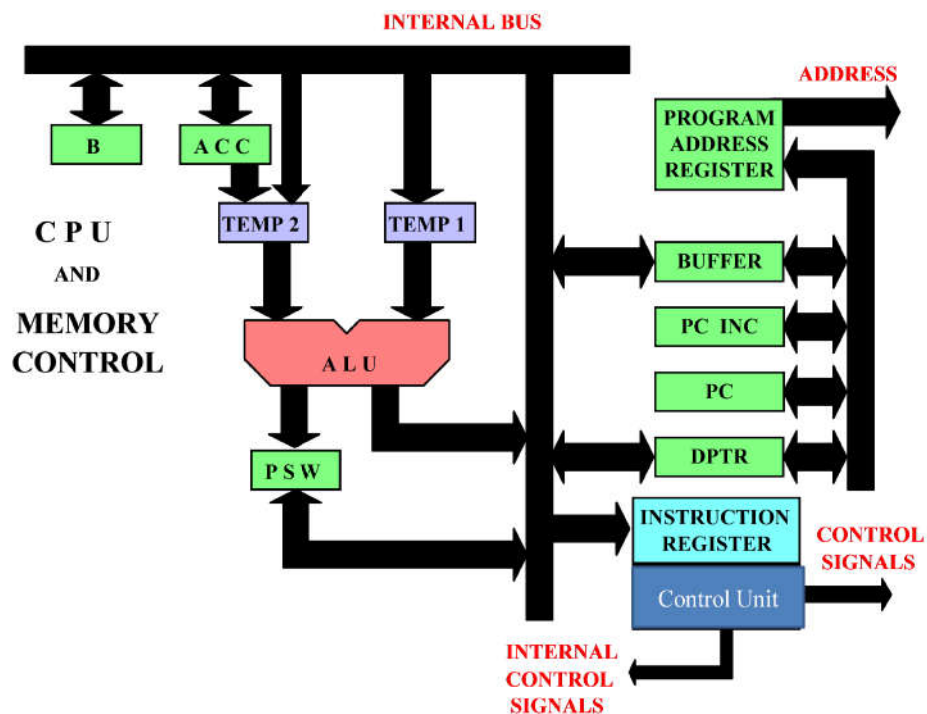 INTERNAL BUS
ADDRESS
PROGRAM
ADDRESS
REGISTER
B
A C C
TEMP 2
TEMP 1
C P U
AND
MEMORY
CONTROL
BUFFER
PC INC
A L U
PC
P S W
DPTR
INSTRUCTION
REGISTER
CONTROL
SIGNALS
Control Unit
INTERNAL
CONTROL
SIGNALS